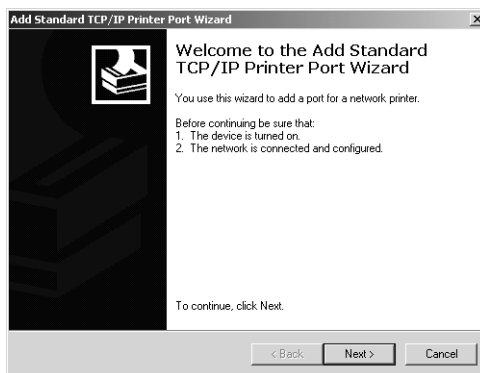 Add Standard TCP/IP Printer Port Wizard
Welcome to the Add Standard
TCP/IP Printer Port Wizard
You use this wizard to add a port for a network printer.
Before continuing be sure that:
1. The device is turned on.
2. The network is connected and configured.
To continue, click Next.
< Back
Next >
Cancel